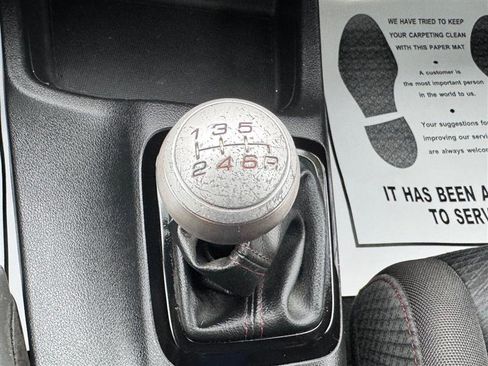 1 3 5
2 4 6 R
WE HAVE TRIED TO KEEP
YOUR CARPETING CLEAN
WITH THIS PAPER MAT
A customer is
the most important person
in the world to us.
Your suggestions for
improving our servi
are always welcome
IT HAS BEEN A
TO SERV